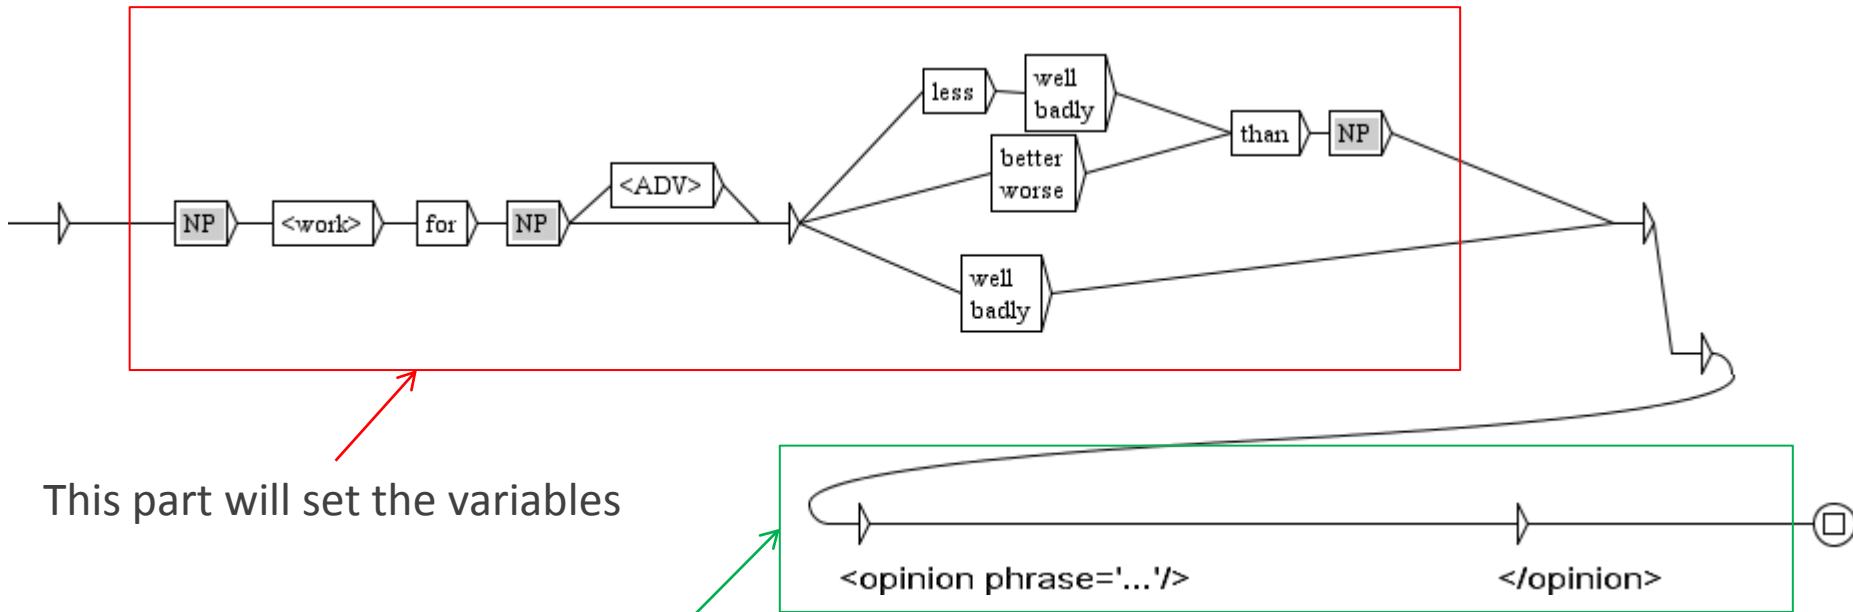 less
well
badly
than
NP
better
worse
<ADV>
NP
<work>
for
NP
well
badly
This part will set the variables
<opinion phrase='...'/>
</opinion>